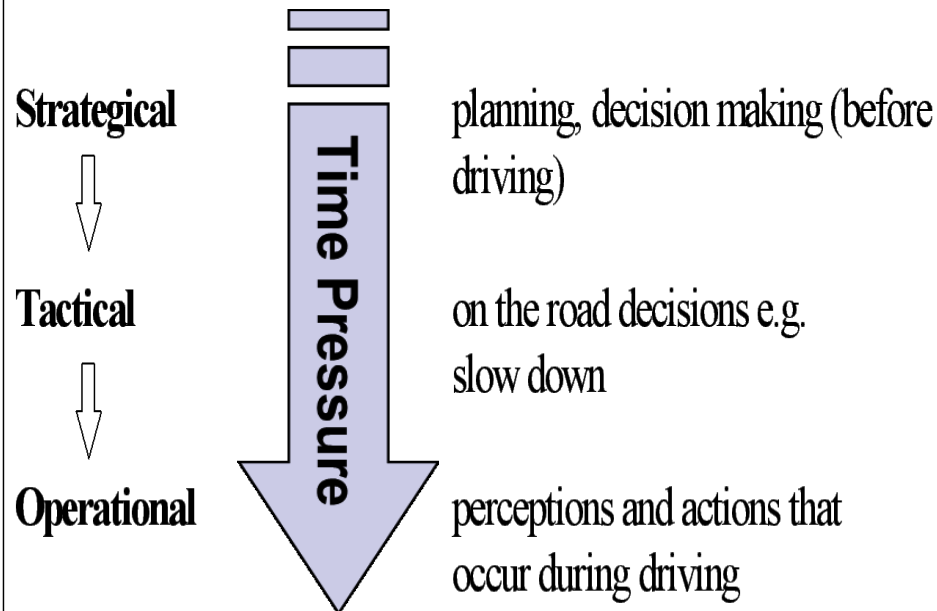 Strategical
planning, decision making (before
driving)
Time Pressure
Tactical
on the road decisions e.g.
slow down
Operational
perceptions and actions that
occur during driving